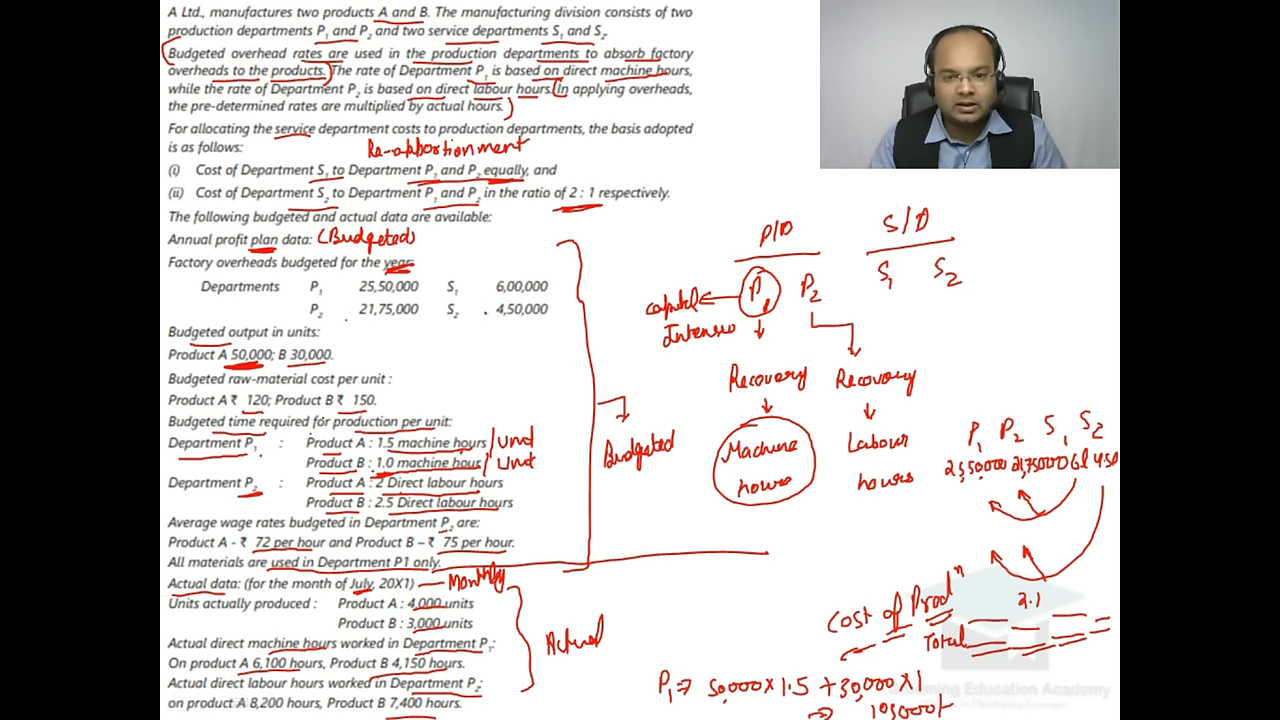 A Ltd., manufactures two products A and B. The manufacturing division consists of two
production departments P1 and P2 and two service departments S1 and S2
Budgeted overhead rates are used in the production departments to absorb factory
overheads to the products. The rate of Department P1 is based on direct machine hours,
while the rate of Department P2 is based on direct labour hours. In applying overheads,
the pre-determined rates are multiplied by actual hours.
For allocating the service department costs to production departments, the basis adopted
is as follows:
Re-apportionment
(i) Cost of Department S1 to Department P1 and P2 equally, and
(ii) Cost of Department S2 to Department P1 and P2 in the ratio of 2 : 1 respectively.
The following budgeted and actual data are available:
Annual profit plan data: (Budgeted)
Factory overheads budgeted for the year:
Departments P1 25,50,000 S1 6,00,000
P2 21,75,000 S2 4,50,000
Budgeted output in units:
Product A 50,000; B 30,000.
Budgeted raw-material cost per unit :
Product A ₹ 120; Product B ₹ 150.
Budgeted time required for production per unit:
Department P1 : Product A : 1.5 machine hours / Unit
Product B : 1.0 machine hour / Unit
Department P2 : Product A : 2 Direct labour hours
Product B : 2.5 Direct labour hours
Average wage rates budgeted in Department P2 are:
Product A - ₹ 72 per hour and Product B – ₹ 75 per hour.
All materials are used in Department P1 only.
Actual data: (for the month of July, 20X1) — Monthly
Units actually produced : Product A : 4,000 units
Product B : 3,000 units
Actual direct machine hours worked in Department P1:
On product A 6,100 hours, Product B 4,150 hours.
Actual direct labour hours worked in Department P2:
on product A 8,200 hours, Product B 7,400 hours.
Budgeted
Actual
P/D S/D
P1 P2 S1 S2
capital
Intensive
Recovery Recovery
Machine
hours
Labour
hours
P1 P2 S1 S2
25,50,000 21,75000 6l 4.50
2:1
Cost of Prodn
Total
P1 ⇒ 50,000 x 1.5 + 30,000 x 1
⇒ 105000/-
Education Academy